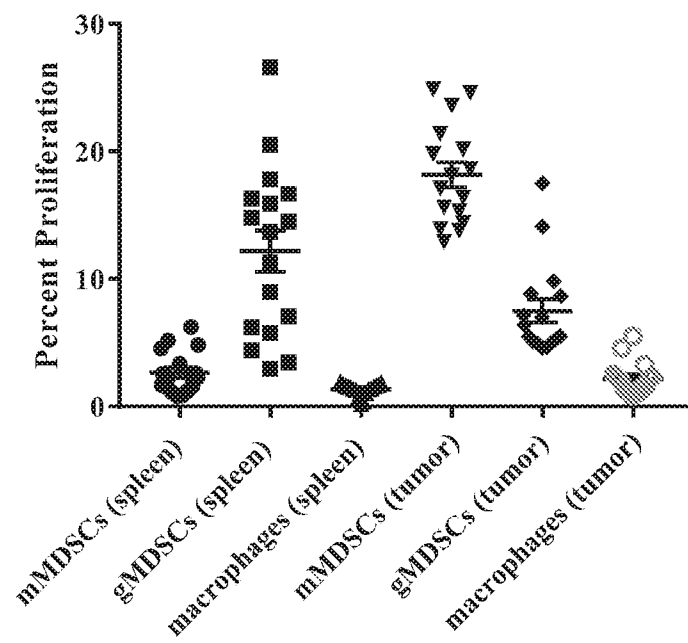 30
20
10
0
Percent Proliferation
mMDSCs (spleen)
gMDSCs (spleen)
macrophages (spleen)
mMDSCs (tumor)
gMDSCs (tumor)
macrophages (tumor)